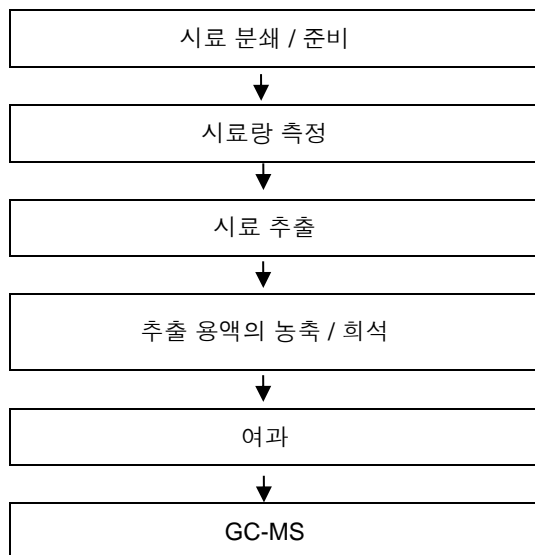 시료 분쇄 / 준비
시료랑 측정
시료 추출
추출 용액의 농축 / 희석
여과
GC-MS